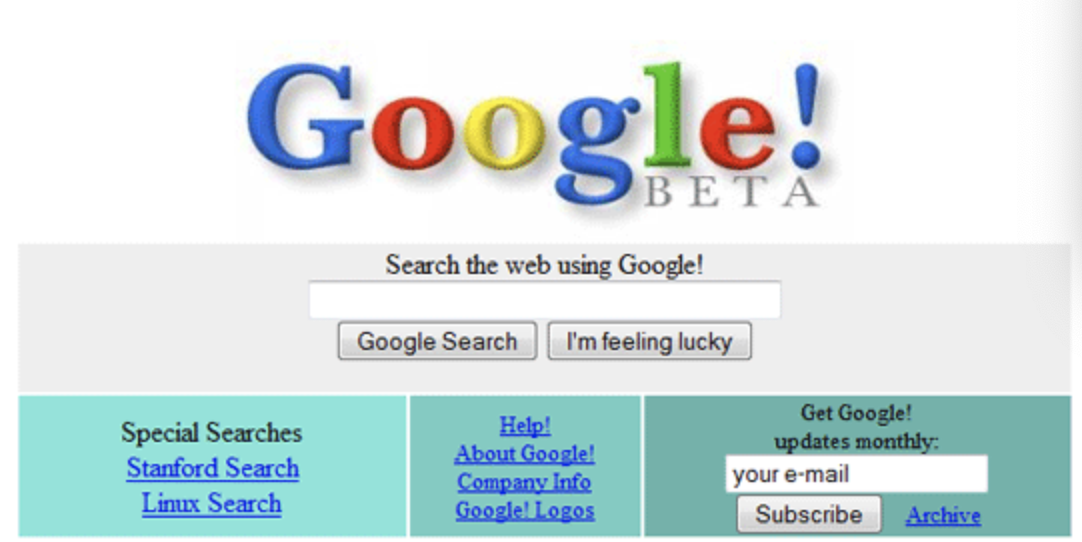 Google!
BETA
Search the web using Google!
Google Search
I'm feeling lucky
Special Searches
Stanford Search
Linux Search
Help!
About Google!
Company Info
Google! Logos
Get Google!
updates monthly:
your e-mail
Subscribe
Archive